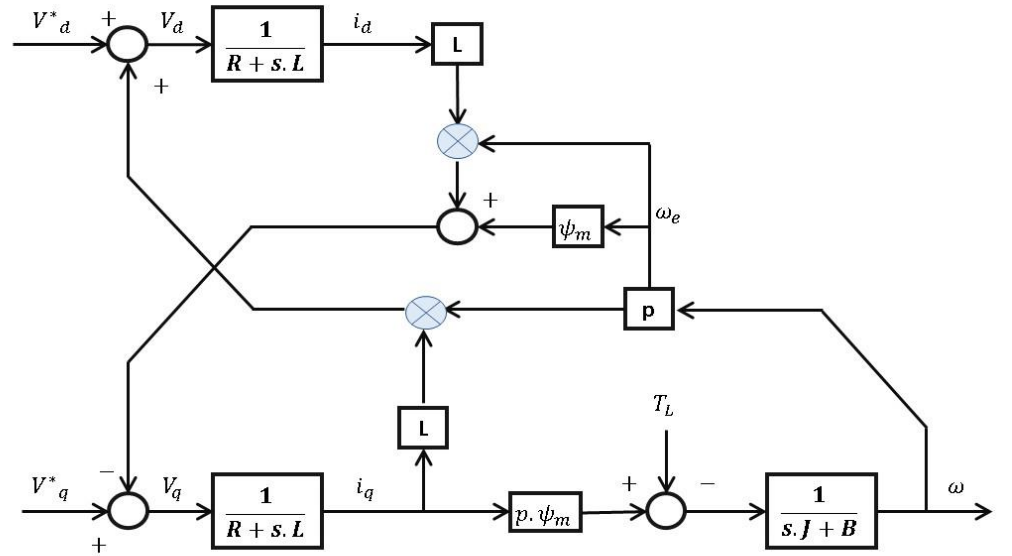 V*d + Vd 1 id L
R + s.L
+
+
ψm ωe
p
L TL
− + −
V*q Vq 1 iq p.ψm 1 ω
R + s.L s.J + B
+